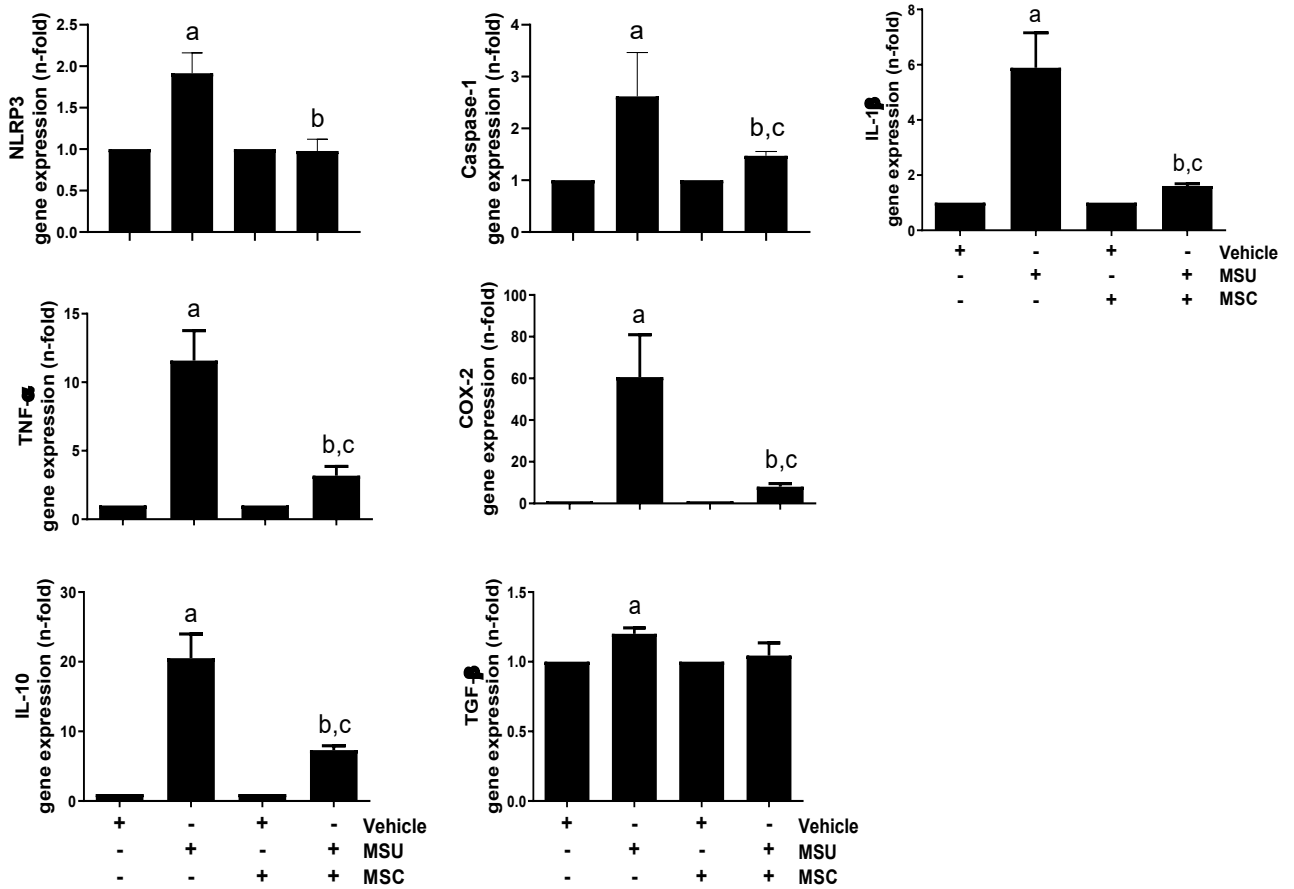 NLRP3
gene expression (n-fold)
2.5
2.0
1.5
1.0
0.5
0.0
a
b
Caspase-1
gene expression (n-fold)
4
3
2
1
0
a
b,c
IL-1β
gene expression (n-fold)
8
6
4
2
0
a
b,c
+ - + - Vehicle
- + - + MSU
- - + + MSC
TNF-α
gene expression (n-fold)
15
10
5
0
a
b,c
COX-2
gene expression (n-fold)
100
80
60
40
20
0
a
b,c
IL-10
gene expression (n-fold)
30
20
10
0
a
b,c
+ - + - Vehicle
- + - + MSU
- - + + MSC
TGF-β
gene expression (n-fold)
1.5
1.0
0.5
0.0
a
+ - + - Vehicle
- + - + MSU
- - + + MSC